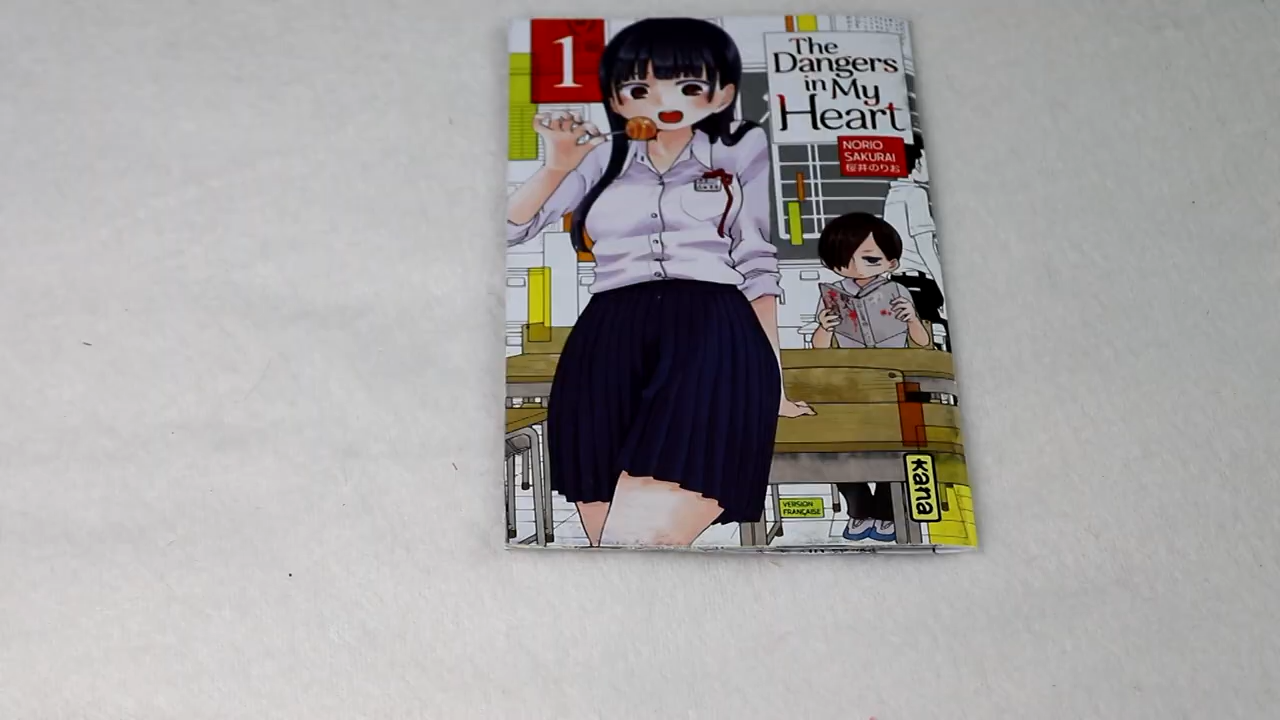 1
The
Dangers
in My
Heart
NORIO
SAKURAI
桜井のりお
kana
VERSION
FRANÇAISE